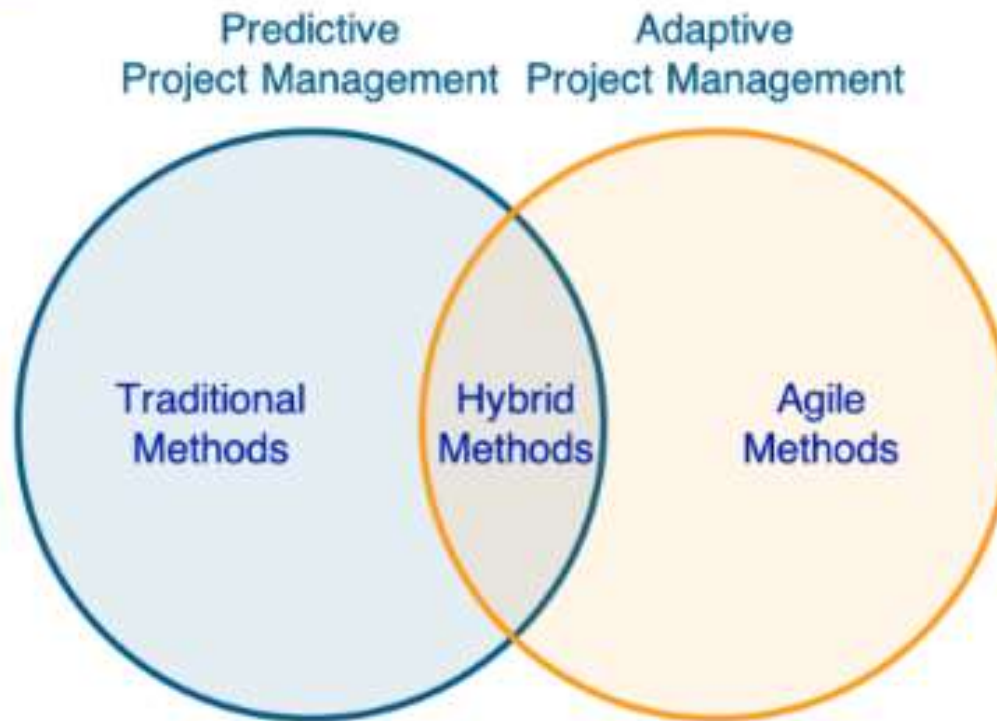 Predictive
Project Management
Adaptive
Project Management
Traditional
Methods
Hybrid
Methods
Agile
Methods